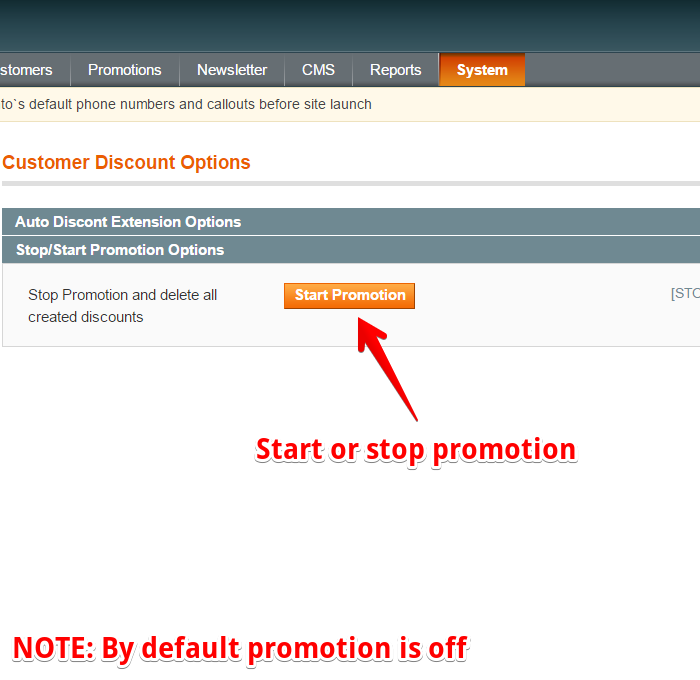 stomers Promotions Newsletter CMS Reports System
to`s default phone numbers and callouts before site launch
Customer Discount Options
Auto Discont Extension Options
Stop/Start Promotion Options
Stop Promotion and delete all
created discounts
Start Promotion
[STO
Start or stop promotion
NOTE: By default promotion is off